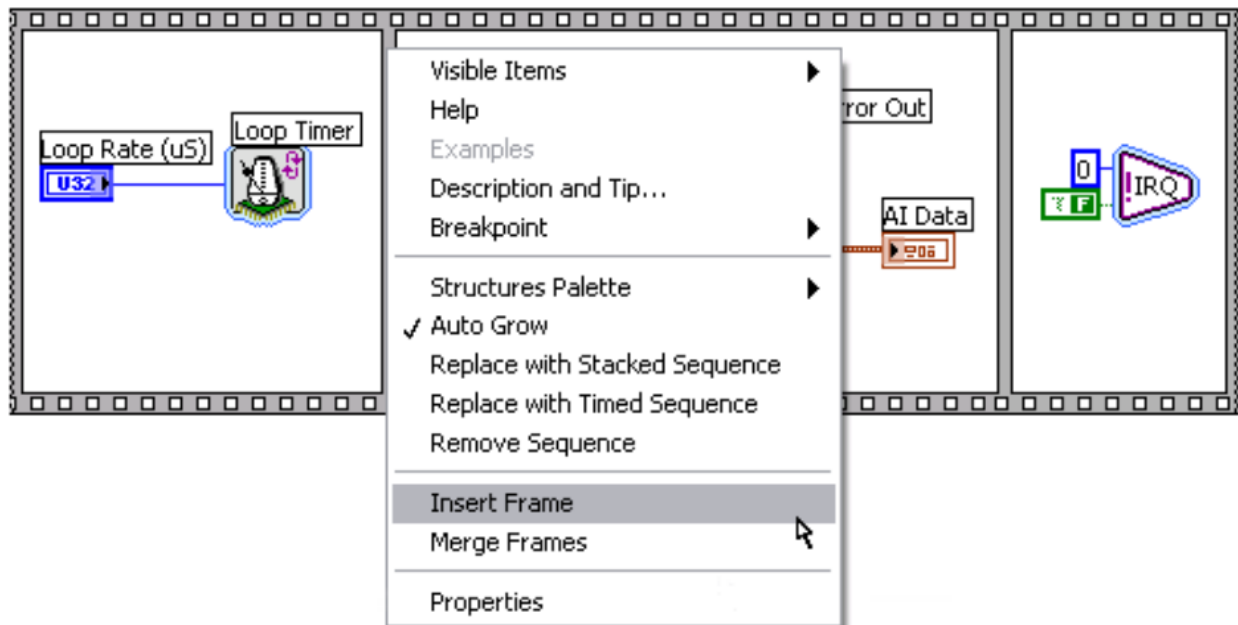 Loop Rate (uS)
U32
Loop Timer
Visible Items
Help
Examples
Description and Tip...
Breakpoint
Structures Palette
Auto Grow
Replace with Stacked Sequence
Replace with Timed Sequence
Remove Sequence
Insert Frame
Merge Frames
Properties
rror Out
AI Data
0
F
!IRQ